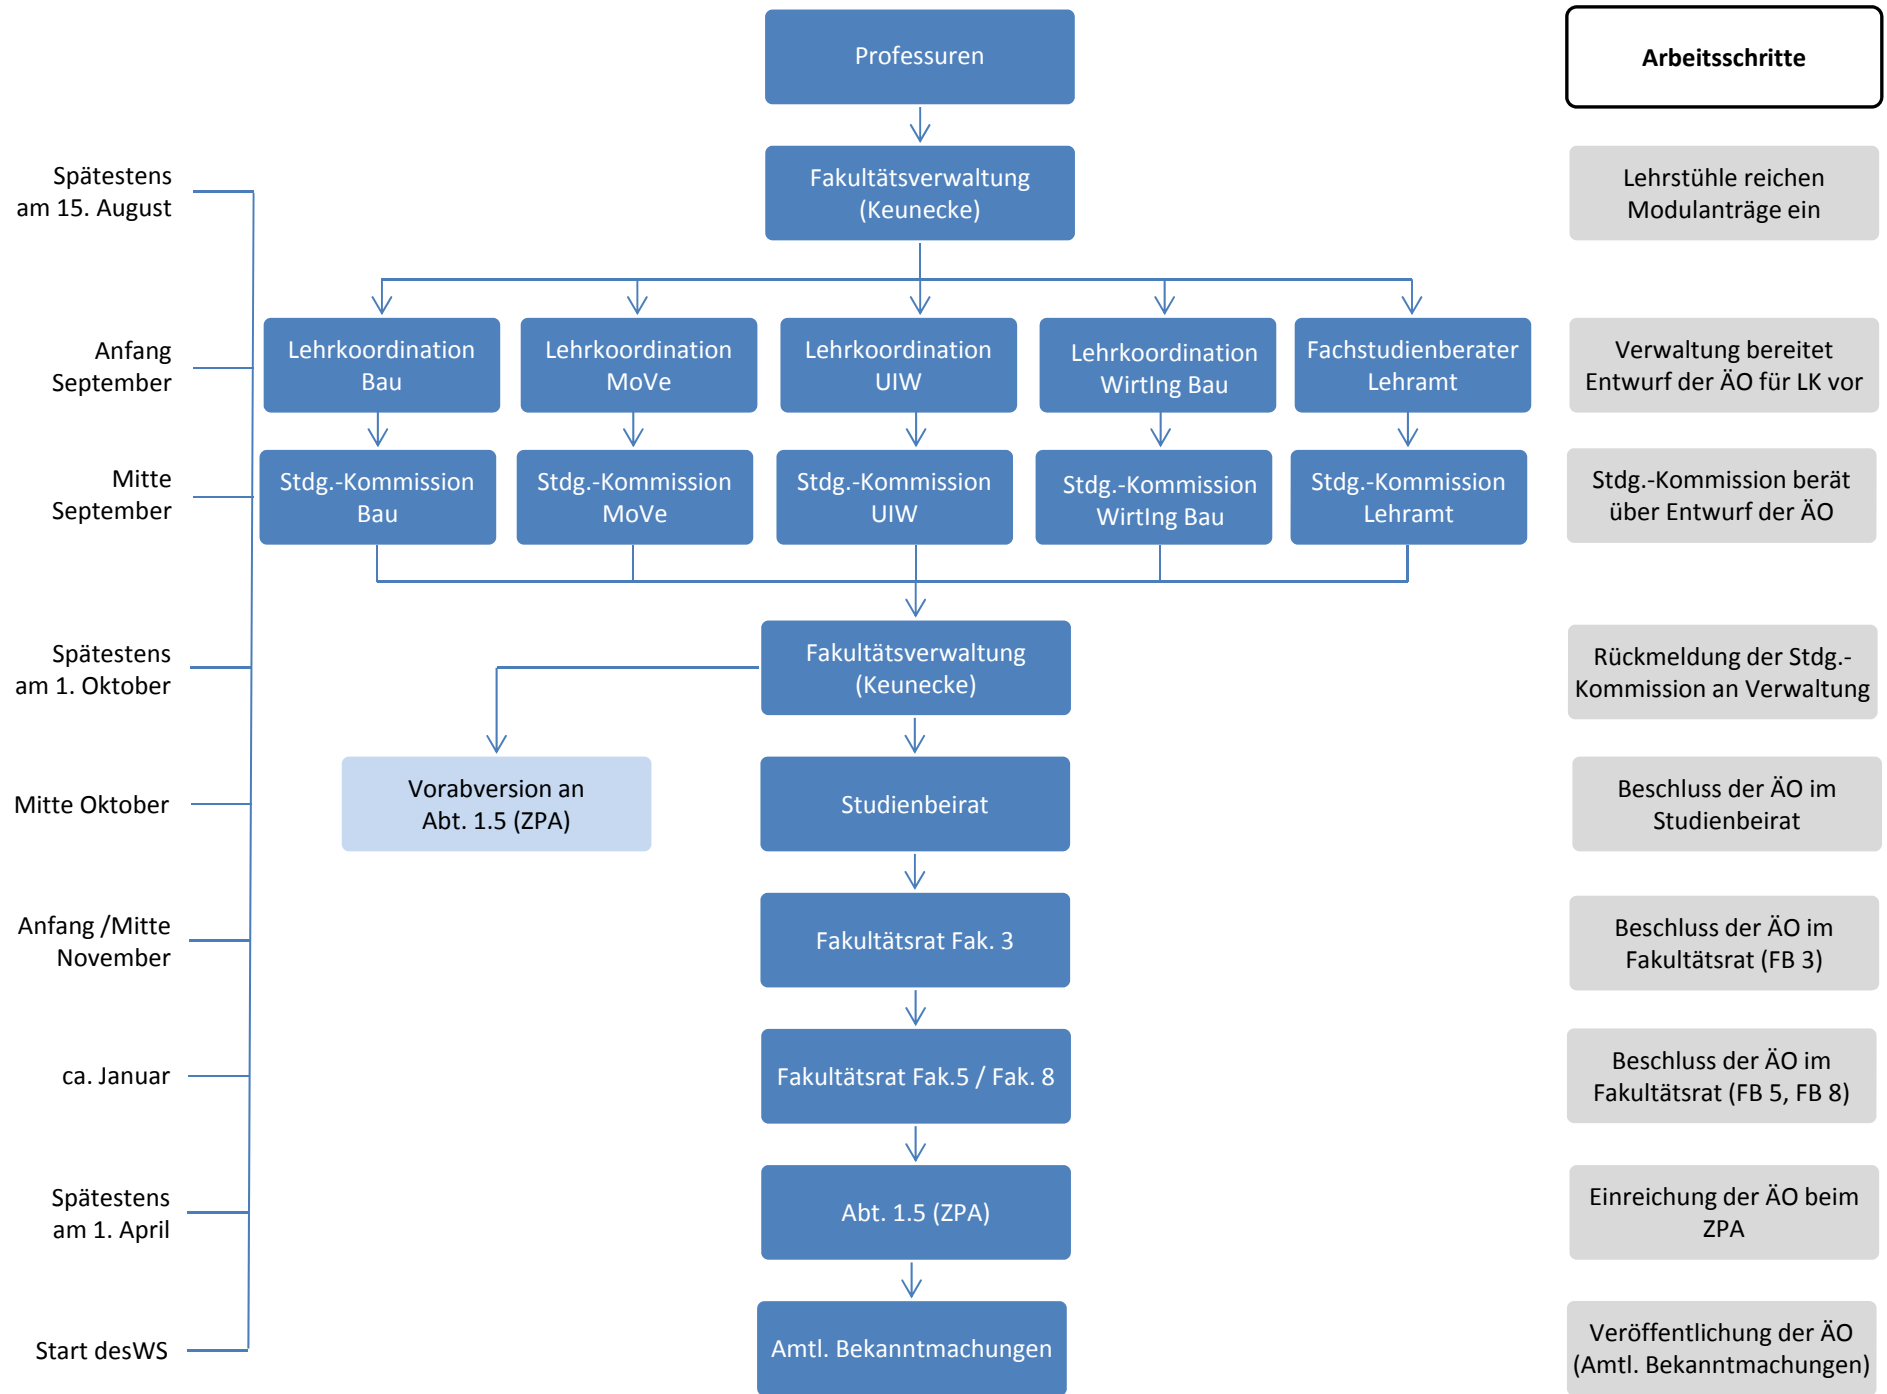 Professuren
Arbeitsschritte
Spätestens
am 15. August
Fakultätsverwaltung
(Keunecke)
Lehrstühle reichen
Modulanträge ein
Anfang
September
Lehrkoordination
Bau
Lehrkoordination
MoVe
Lehrkoordination
UIW
Lehrkoordination
WirtIng Bau
Fachstudienberater
Lehramt
Verwaltung bereitet
Entwurf der ÄO für LK vor
Mitte
September
Stdg.-Kommission
Bau
Stdg.-Kommission
MoVe
Stdg.-Kommission
UIW
Stdg.-Kommission
WirtIng Bau
Stdg.-Kommission
Lehramt
Stdg.-Kommission berät
über Entwurf der ÄO
Spätestens
am 1. Oktober
Fakultätsverwaltung
(Keunecke)
Rückmeldung der Stdg.-
Kommission an Verwaltung
Mitte Oktober
Vorabversion an
Abt. 1.5 (ZPA)
Studienbeirat
Beschluss der ÄO im
Studienbeirat
Anfang /Mitte
November
Fakultätsrat Fak. 3
Beschluss der ÄO im
Fakultätsrat (FB 3)
ca. Januar
Fakultätsrat Fak.5 / Fak. 8
Beschluss der ÄO im
Fakultätsrat (FB 5, FB 8)
Spätestens
am 1. April
Abt. 1.5 (ZPA)
Einreichung der ÄO beim
ZPA
Start desWS
Amtl. Bekanntmachungen
Veröffentlichung der ÄO
(Amtl. Bekanntmachungen)